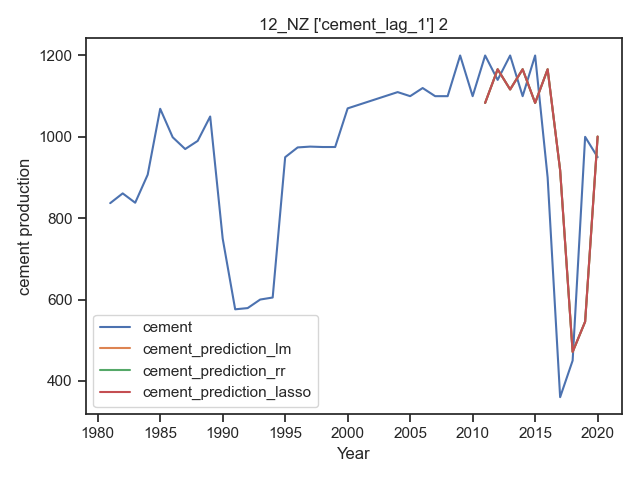 12_NZ ['cement_lag_1'] 2
1200
1000
800
600
400
cement production
cement
cement_prediction_lm
cement_prediction_rr
cement_prediction_lasso
1980 1985 1990 1995 2000 2005 2010 2015 2020
Year